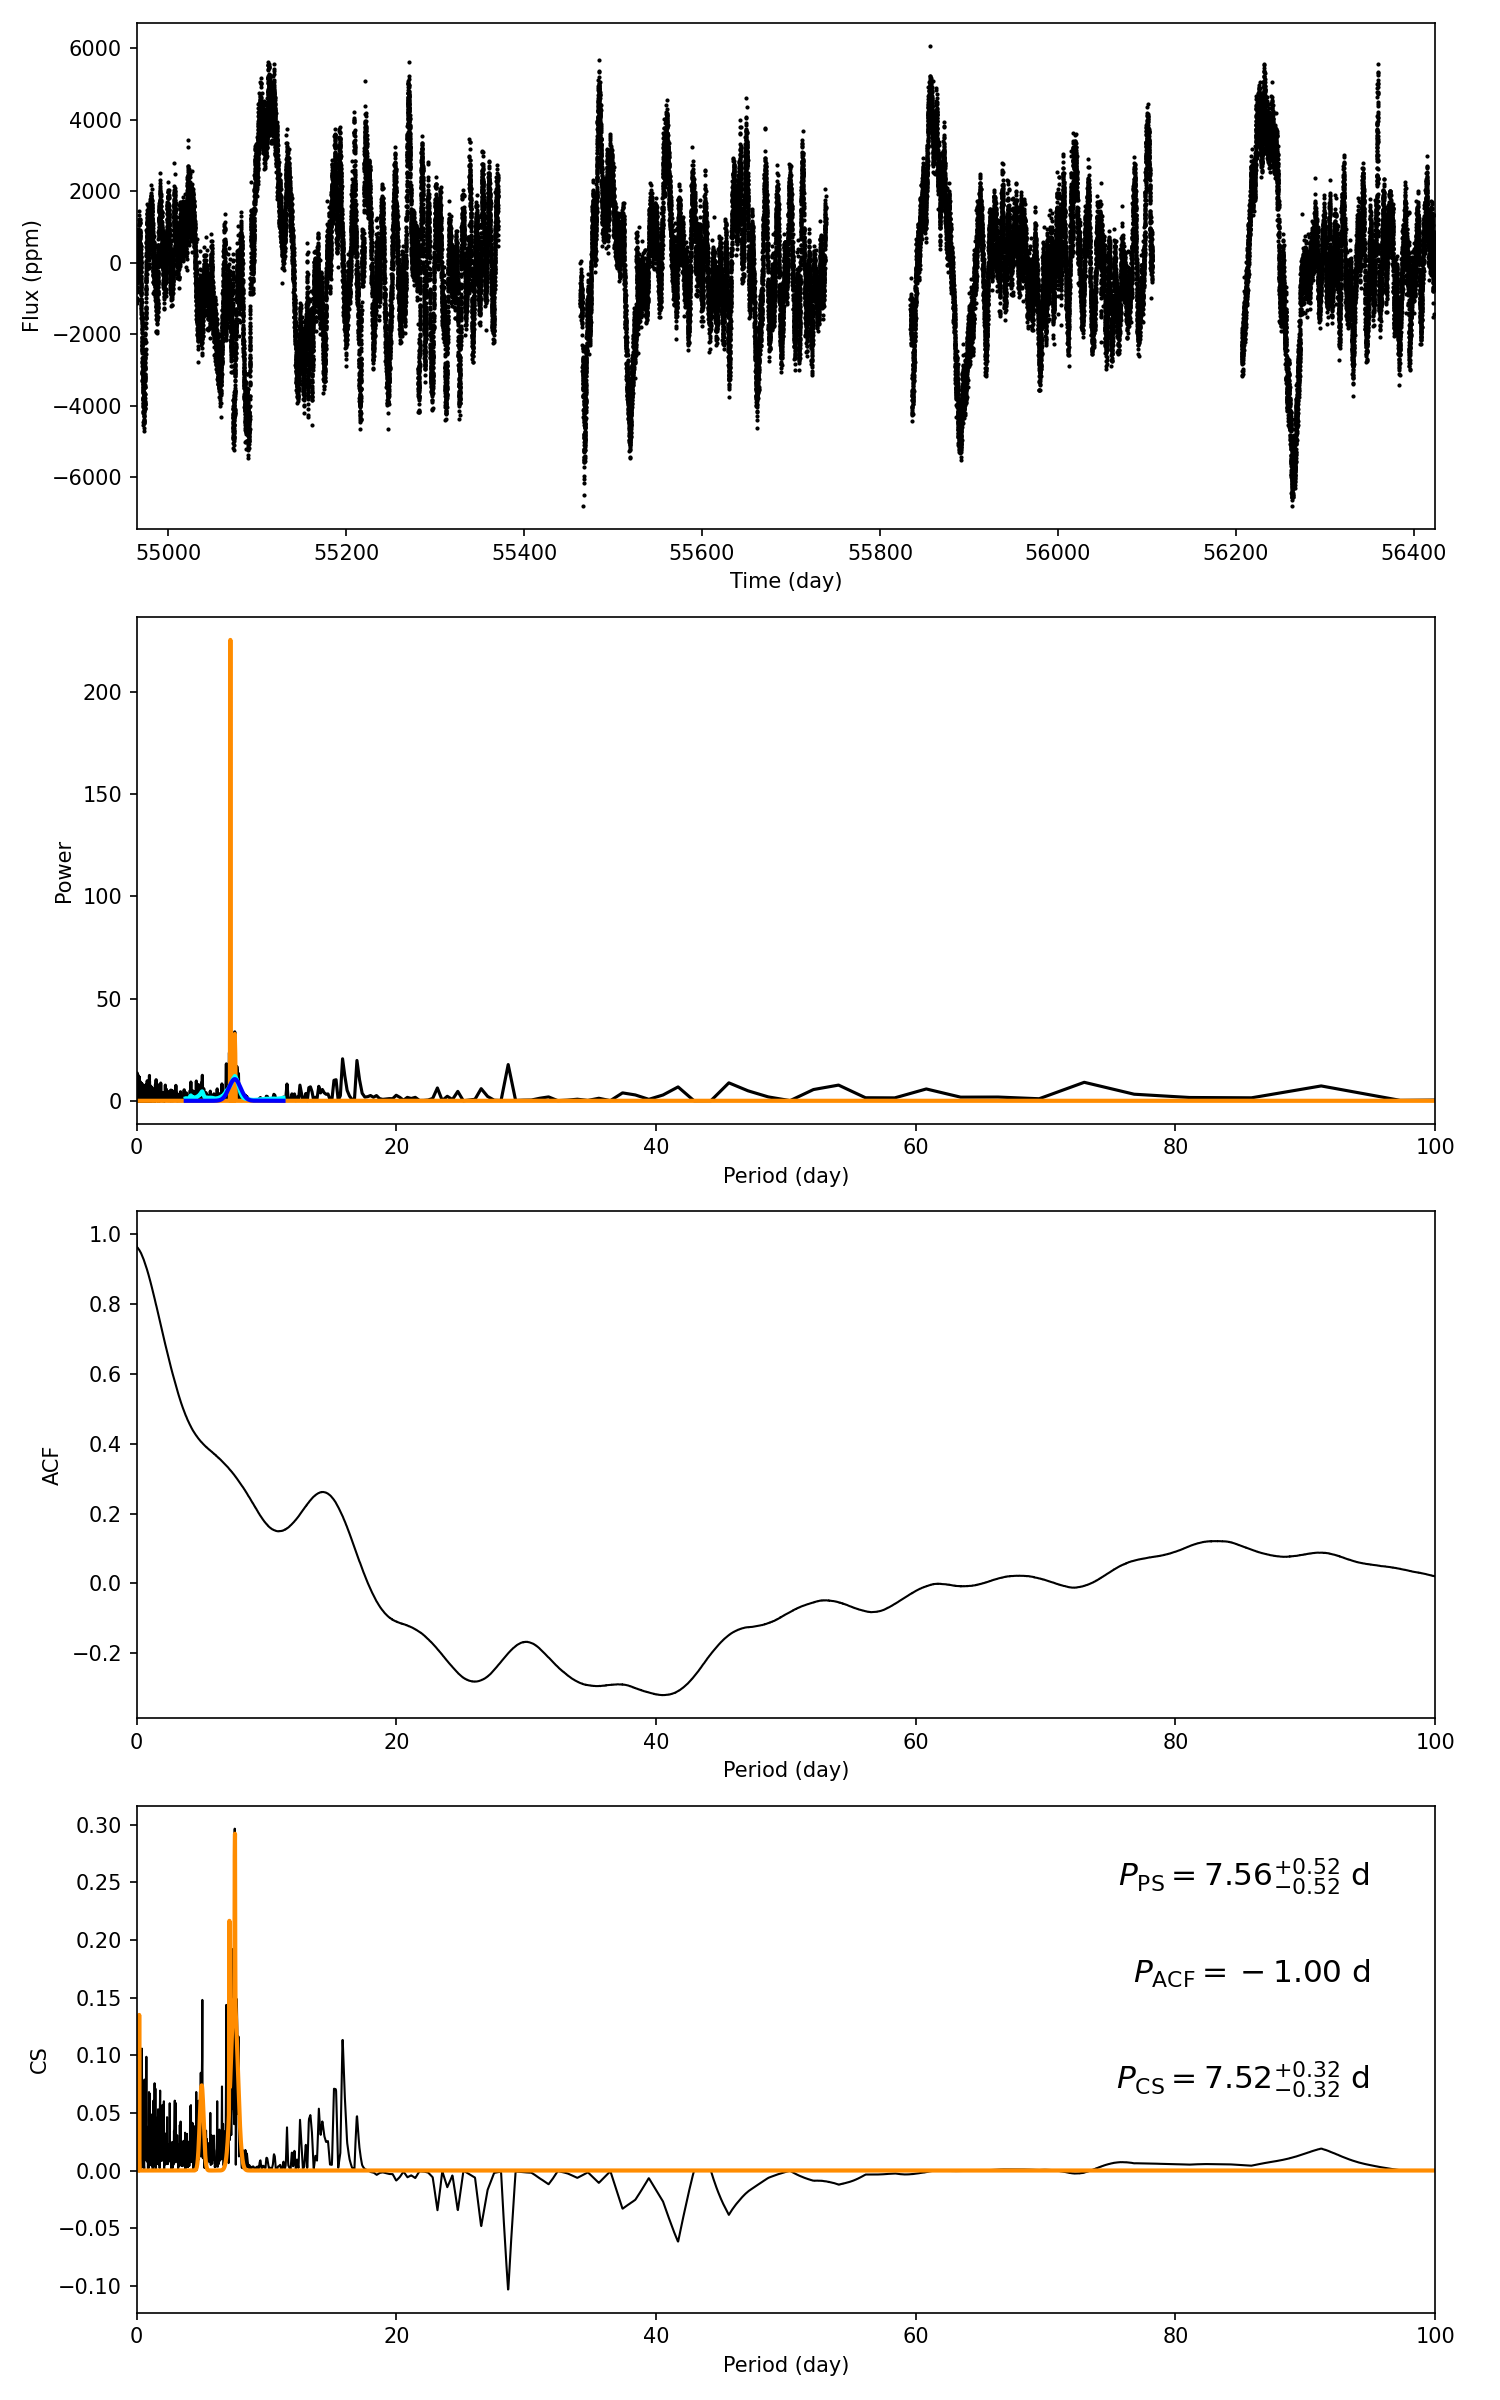 6000
4000
2000
0
−2000
−4000
−6000
Flux (ppm)
55000 55200 55400 55600 55800 56000 56200 56400
Time (day)
200
150
100
50
0
Power
0 20 40 60 80 100
Period (day)
1.0
0.8
0.6
0.4
0.2
0.0
−0.2
ACF
0 20 40 60 80 100
Period (day)
0.30
0.25
0.20
0.15
0.10
0.05
0.00
−0.05
−0.10
CS
P_PS = 7.56 +0.52 −0.52 d
P_ACF = −1.00 d
P_CS = 7.52 +0.32 −0.32 d
0 20 40 60 80 100
Period (day)